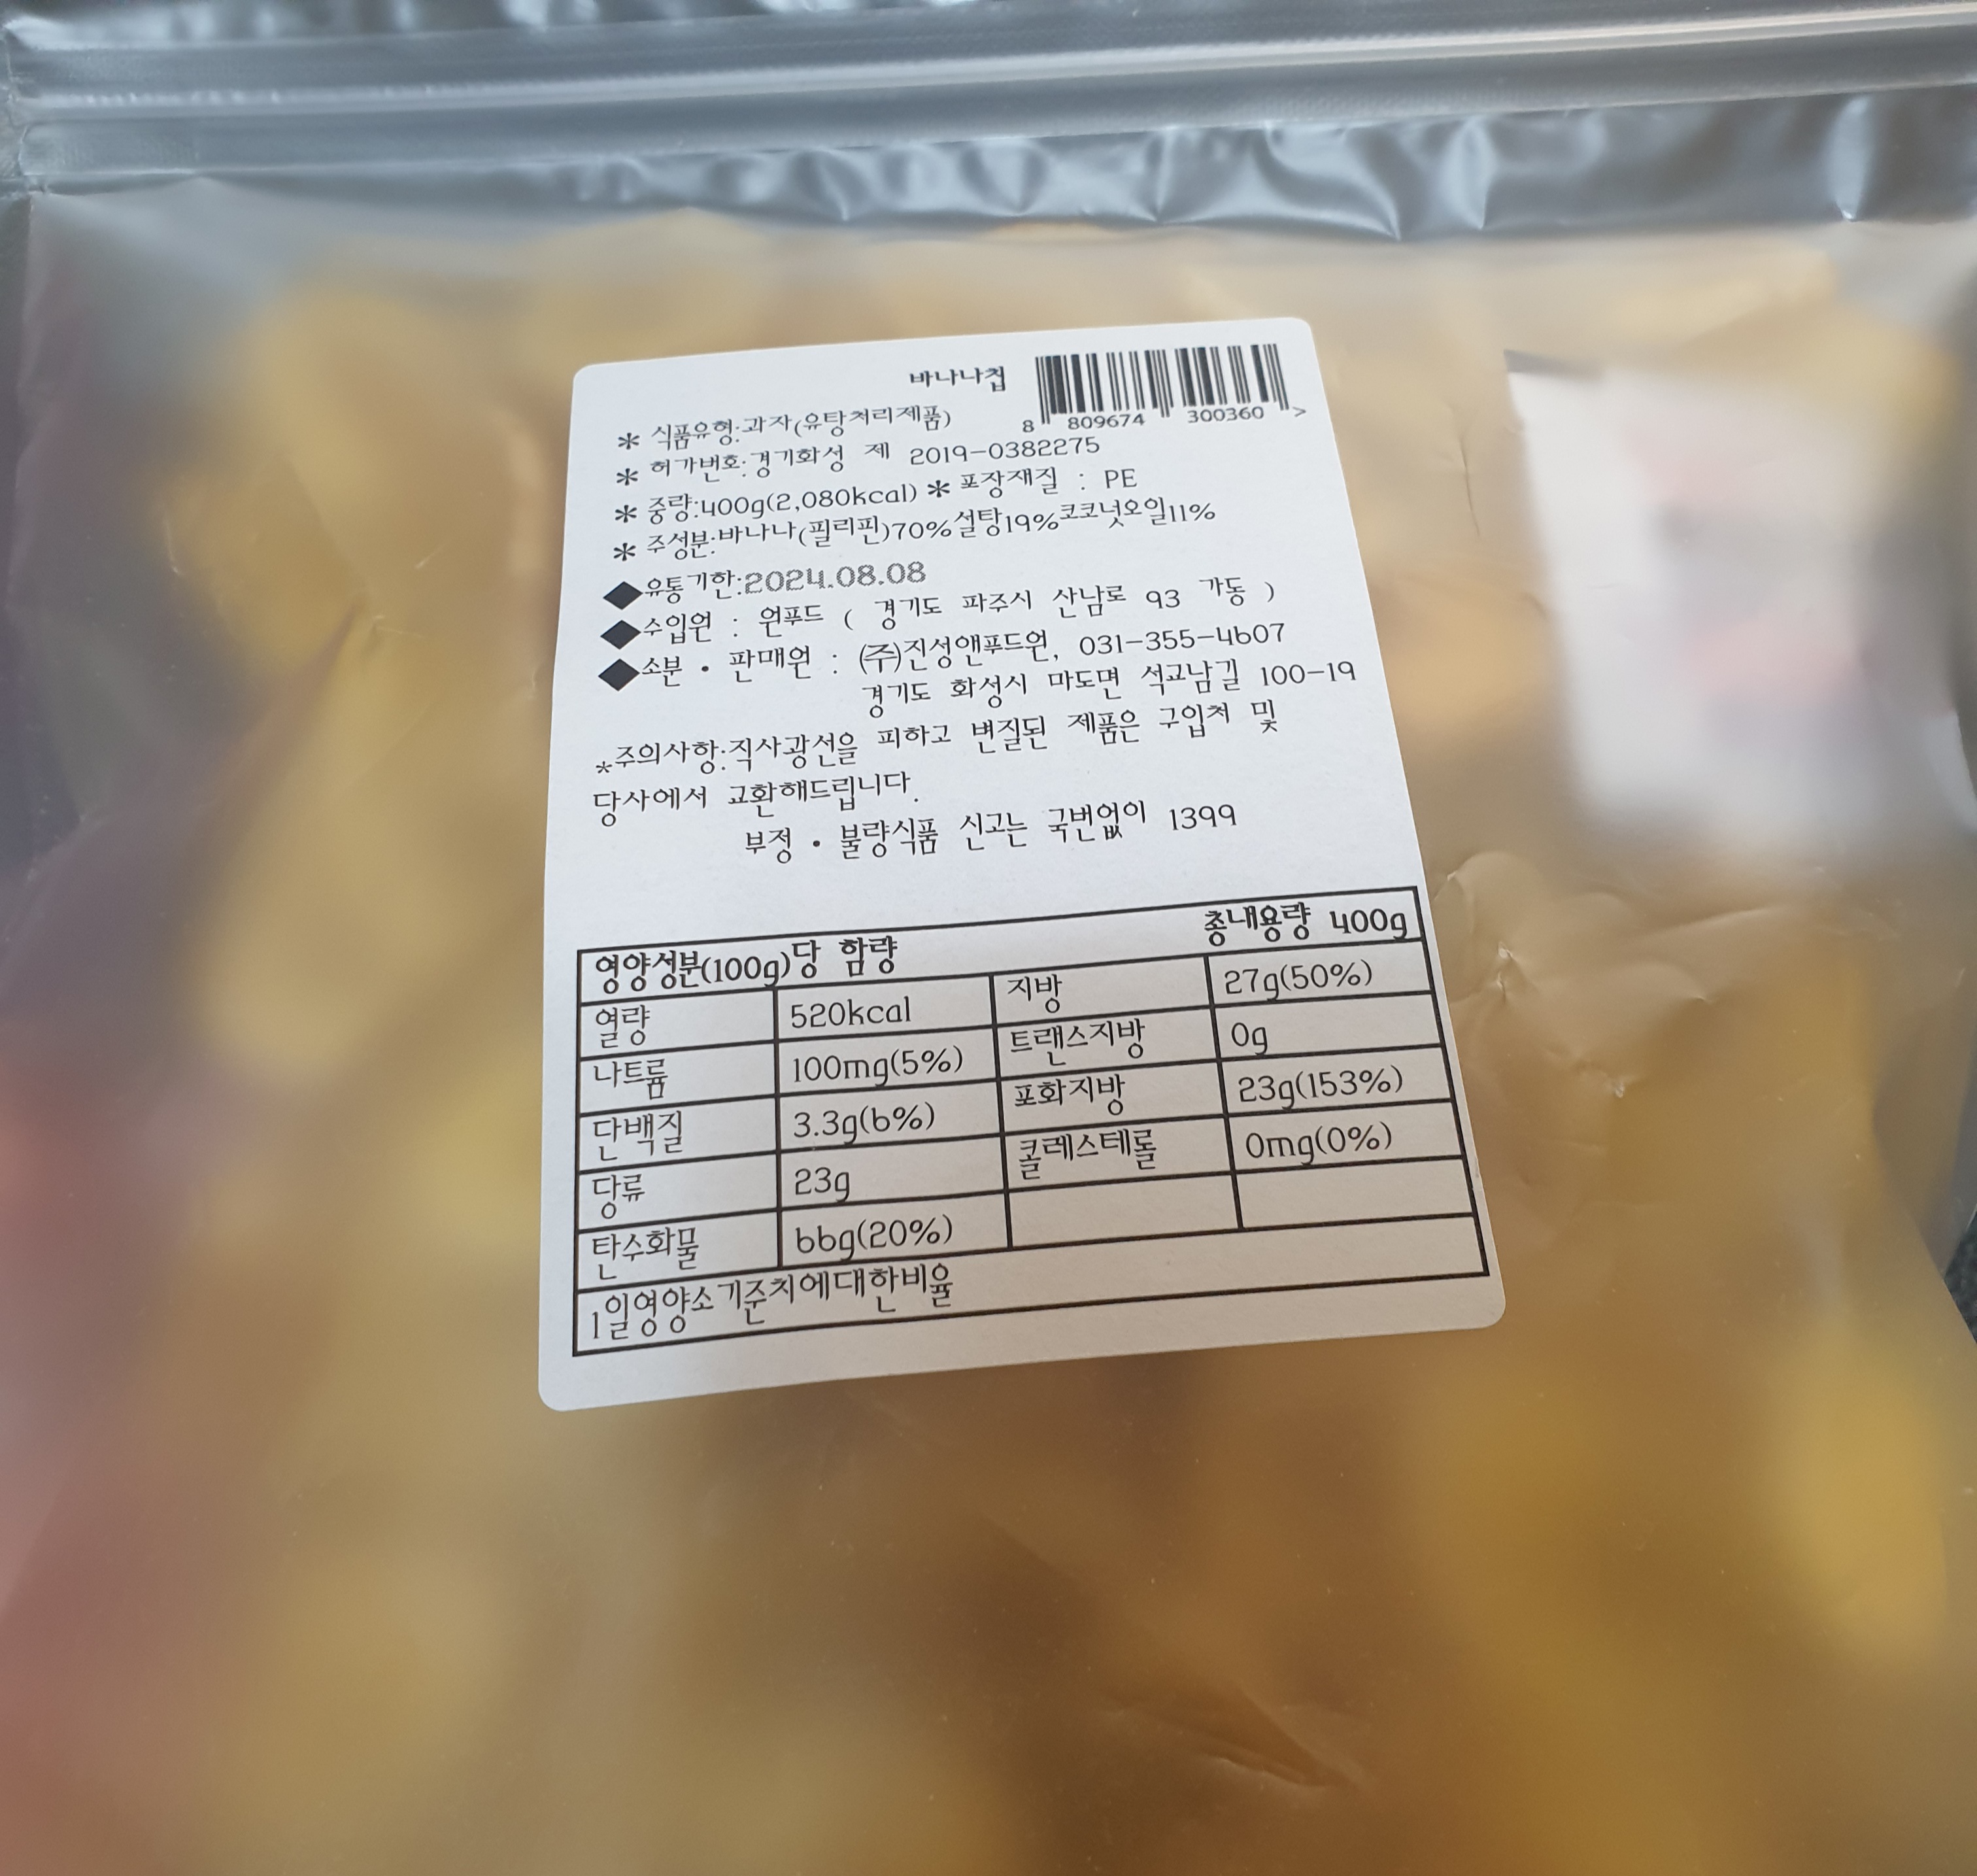 바나나칩
8 809674 300360 >
* 식품유형:과자(유탕처리제품)
* 허가번호:경기화성 제 2019-0382275
* 중량:400g(2,080kcal) * 포장재질 : PE
* 주성분:바나나(필리핀)70%설탕19%코코넛오일11%
◆유통기한:2024.08.08
◆수입원 : 원푸드 ( 경기도 파주시 산남로 93 가동 )
◆소분 • 판매원 : (주)진성앤푸드원, 031-355-4607
경기도 화성시 마도면 석교남길 100-19
*주의사항:직사광선을 피하고 변질된 제품은 구입처 및
당사에서 교환해드립니다.
부정 • 불량식품 신고는 국번없이 1399
영양성분(100g)당 함량 총내용량 400g
열량 520kcal 지방 27g(50%)
나트륨 100mg(5%) 트랜스지방 0g
단백질 3.3g(6%) 포화지방 23g(153%)
당류 23g 콜레스테롤 0mg(0%)
탄수화물 66g(20%)
1일영양소기준치에대한비율